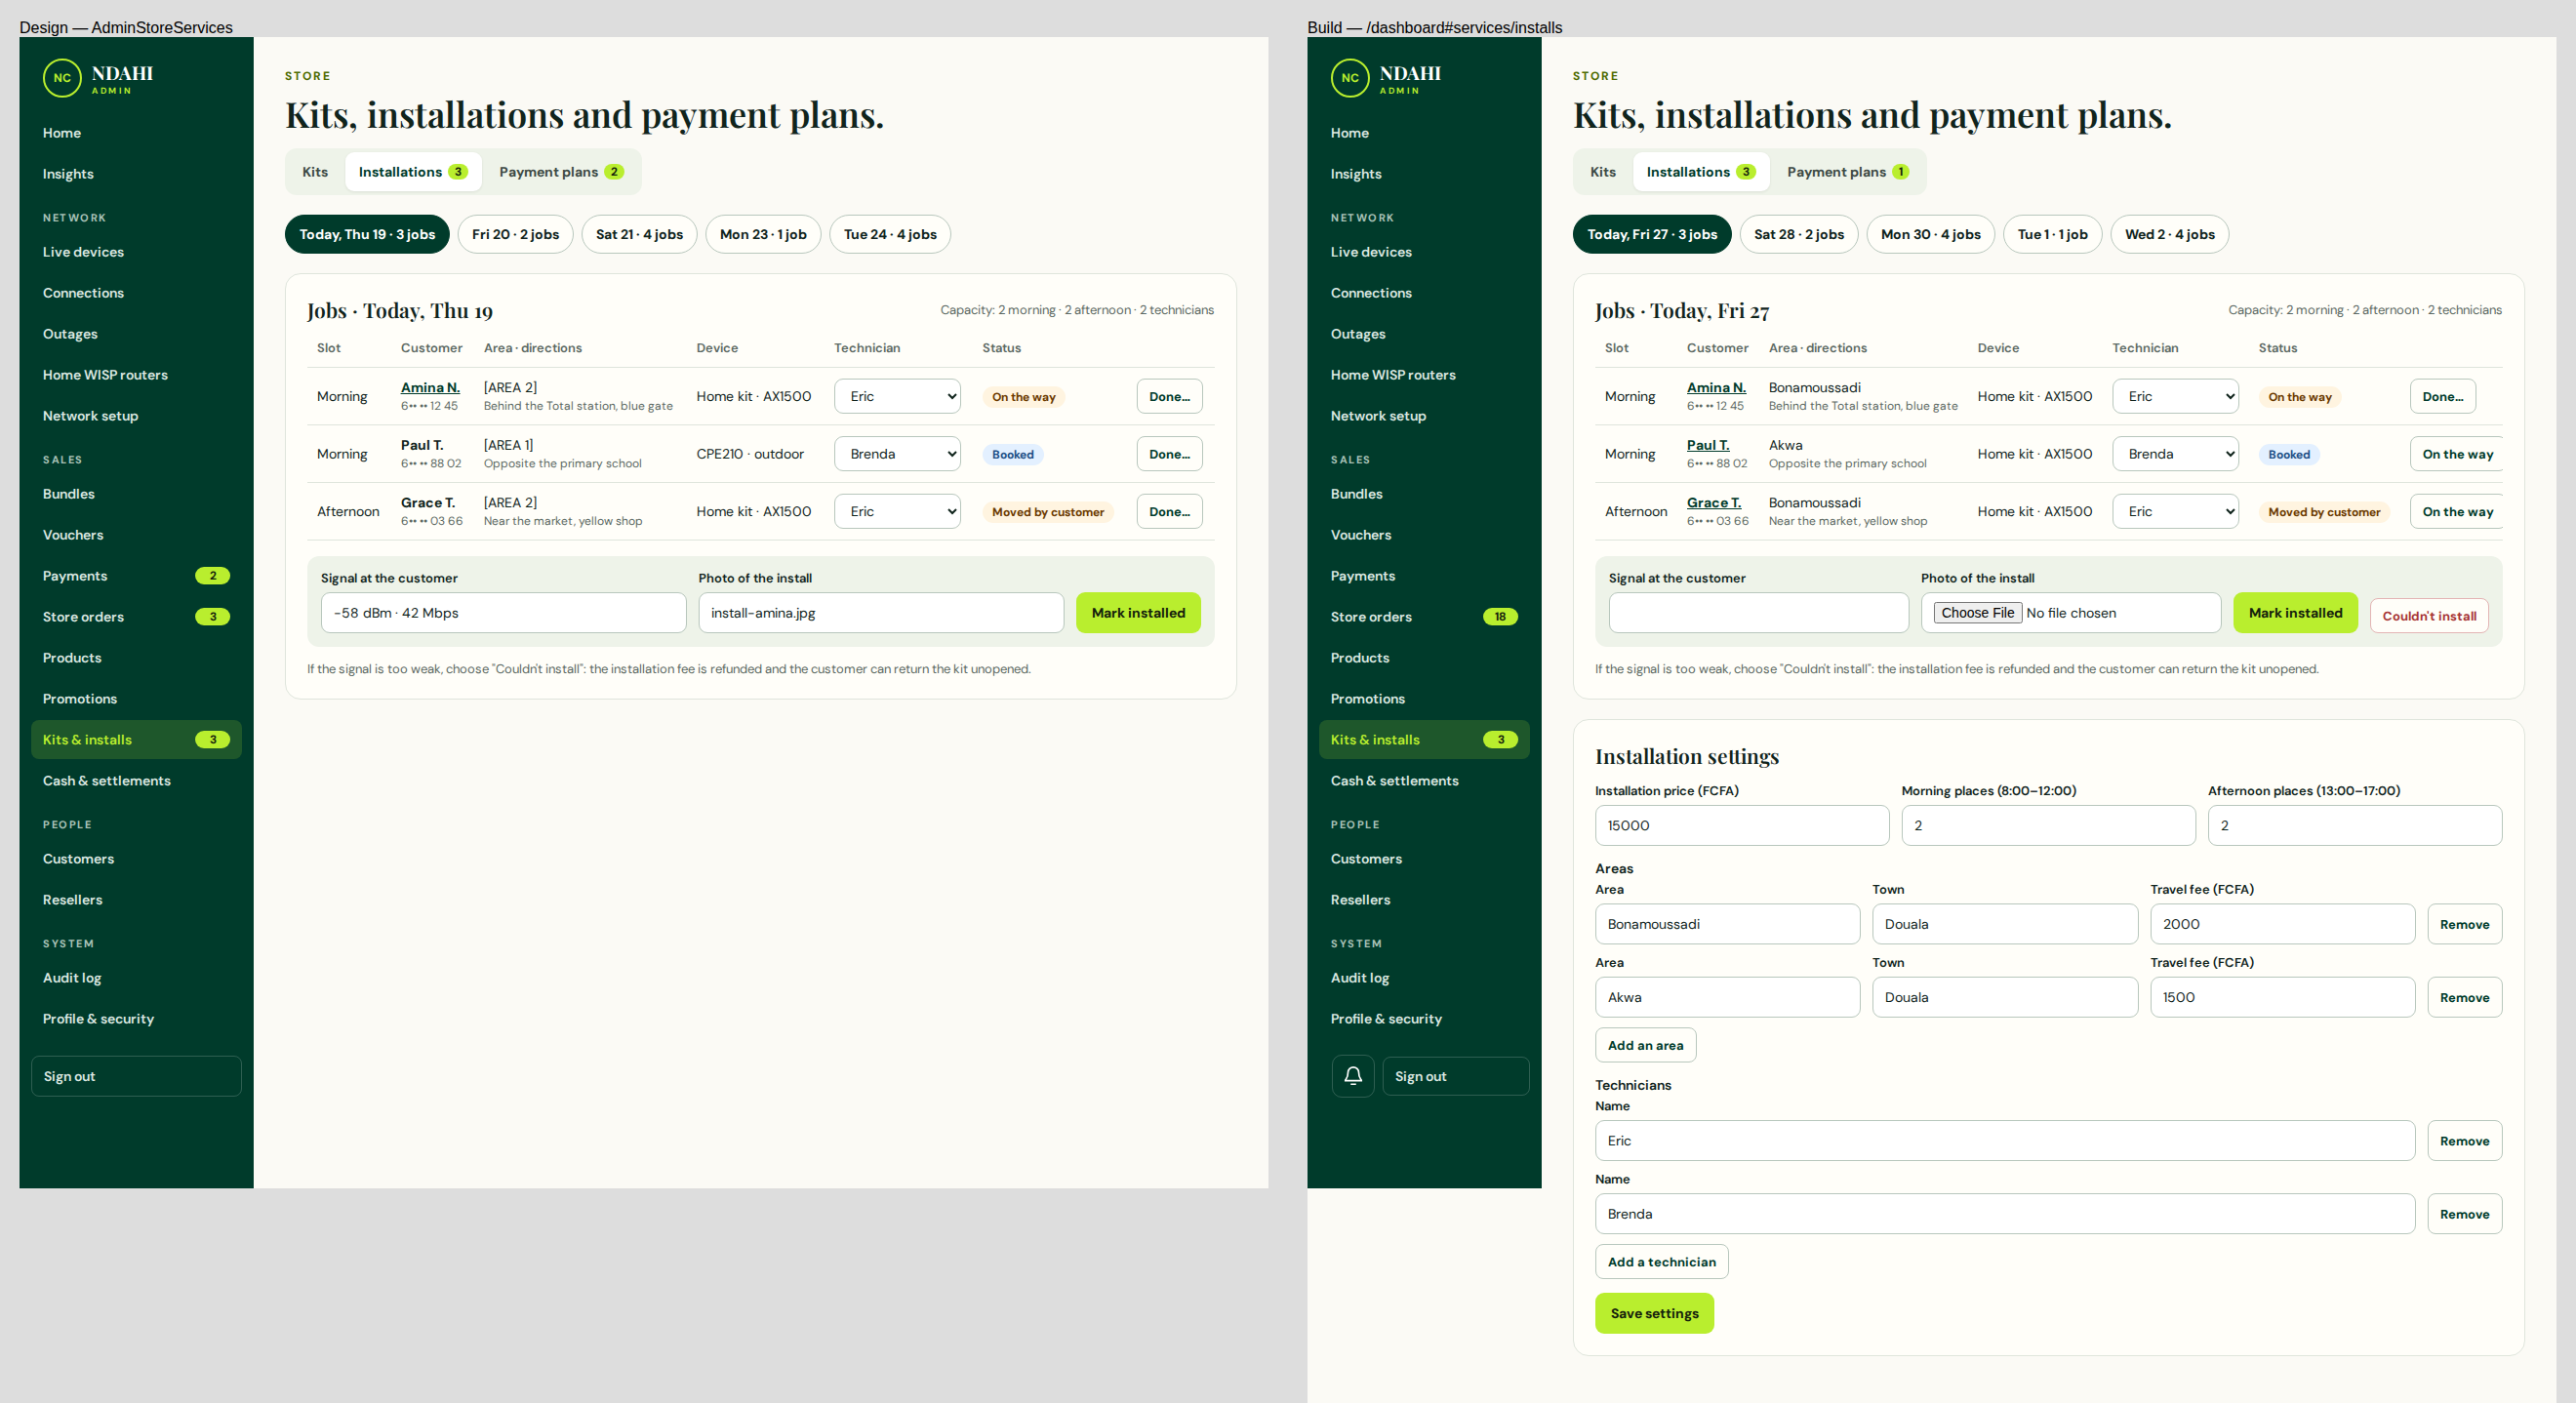 Design — AdminStoreServices
NC
NDAHI
ADMIN
Home
Insights
NETWORK
Live devices
Connections
Outages
Home WISP routers
Network setup
SALES
Bundles
Vouchers
Payments 2
Store orders 3
Products
Promotions
Kits & installs 3
Cash & settlements
PEOPLE
Customers
Resellers
SYSTEM
Audit log
Profile & security
Sign out
STORE
Kits, installations and payment plans.
Kits Installations 3 Payment plans 2
Today, Thu 19 · 3 jobs Fri 20 · 2 jobs Sat 21 · 4 jobs Mon 23 · 1 job Tue 24 · 4 jobs
Jobs · Today, Thu 19 Capacity: 2 morning · 2 afternoon · 2 technicians
Slot Customer Area · directions Device Technician Status
Morning Amina N. [AREA 2] Home kit · AX1500 Eric On the way Done...
6•• •• 12 45 Behind the Total station, blue gate
Morning Paul T. [AREA 1] CPE210 · outdoor Brenda Booked Done...
6•• •• 88 02 Opposite the primary school
Afternoon Grace T. [AREA 2] Home kit · AX1500 Eric Moved by customer Done...
6•• •• 03 66 Near the market, yellow shop
Signal at the customer Photo of the install
-58 dBm · 42 Mbps install-amina.jpg Mark installed
If the signal is too weak, choose "Couldn't install": the installation fee is refunded and the customer can return the kit unopened.
Build — /dashboard#services/installs
NC
NDAHI
ADMIN
Home
Insights
NETWORK
Live devices
Connections
Outages
Home WISP routers
Network setup
SALES
Bundles
Vouchers
Payments
Store orders 18
Products
Promotions
Kits & installs 3
Cash & settlements
PEOPLE
Customers
Resellers
SYSTEM
Audit log
Profile & security
Sign out
STORE
Kits, installations and payment plans.
Kits Installations 3 Payment plans 1
Today, Fri 27 · 3 jobs Sat 28 · 2 jobs Mon 30 · 4 jobs Tue 1 · 1 job Wed 2 · 4 jobs
Jobs · Today, Fri 27 Capacity: 2 morning · 2 afternoon · 2 technicians
Slot Customer Area · directions Device Technician Status
Morning Amina N. Bonamoussadi Home kit · AX1500 Eric On the way Done...
6•• •• 12 45 Behind the Total station, blue gate
Morning Paul T. Akwa Home kit · AX1500 Brenda Booked On the way
6•• •• 88 02 Opposite the primary school
Afternoon Grace T. Bonamoussadi Home kit · AX1500 Eric Moved by customer On the way
6•• •• 03 66 Near the market, yellow shop
Signal at the customer Photo of the install
Choose File No file chosen Mark installed Couldn't install
If the signal is too weak, choose "Couldn't install": the installation fee is refunded and the customer can return the kit unopened.
Installation settings
Installation price (FCFA) Morning places (8:00–12:00) Afternoon places (13:00–17:00)
15000 2 2
Areas
Area Town Travel fee (FCFA)
Bonamoussadi Douala 2000 Remove
Area Town Travel fee (FCFA)
Akwa Douala 1500 Remove
Add an area
Technicians
Name
Eric Remove
Name
Brenda Remove
Add a technician
Save settings